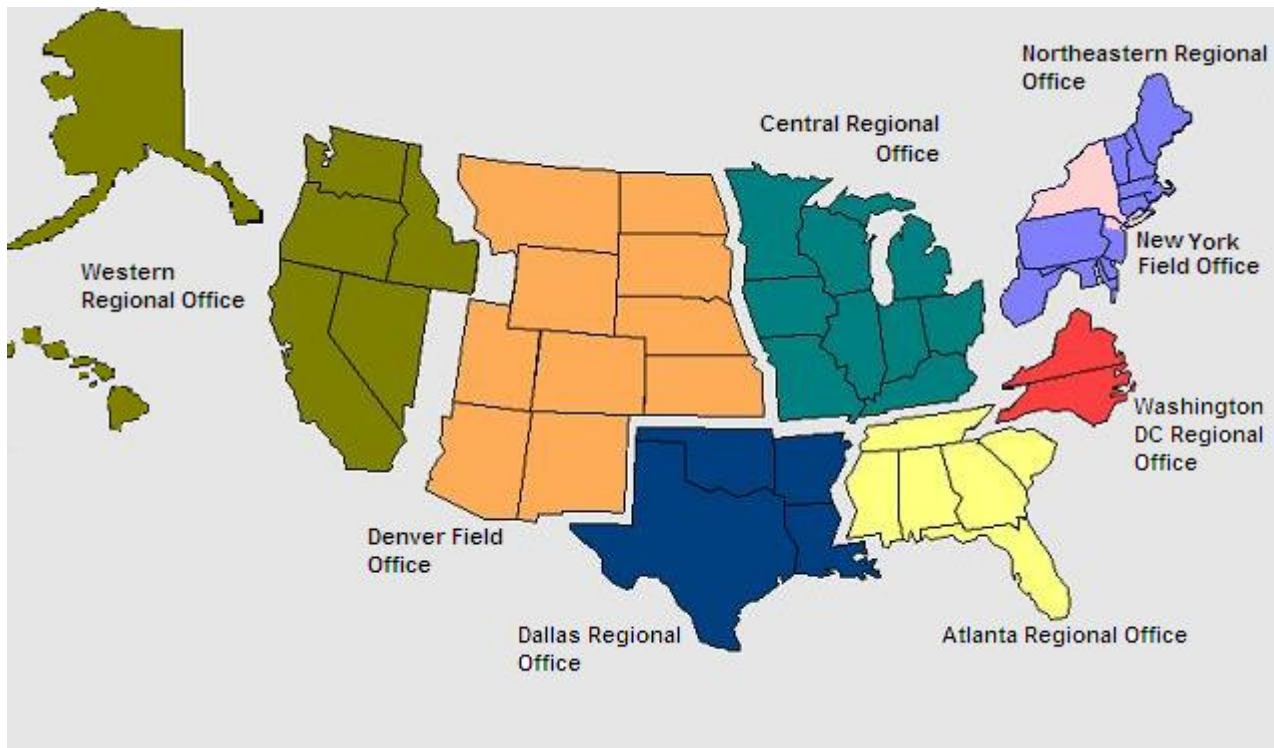 Northeastern Regional
Office
Central Regional
Office
New York
Field Office
Western
Regional Office
Washington
DC Regional
Office
Denver Field
Office
Dallas Regional
Office
Atlanta Regional Office